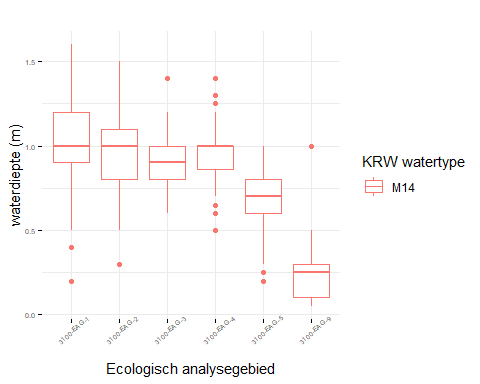 waterdiepte (m)
1.5
1.0
0.5
0.0
3100-EAG-1 3100-EAG-2 3100-EAG-3 3100-EAG-4 3100-EAG-5 3100-EAG-9
Ecologisch analysegebied
KRW watertype
M14